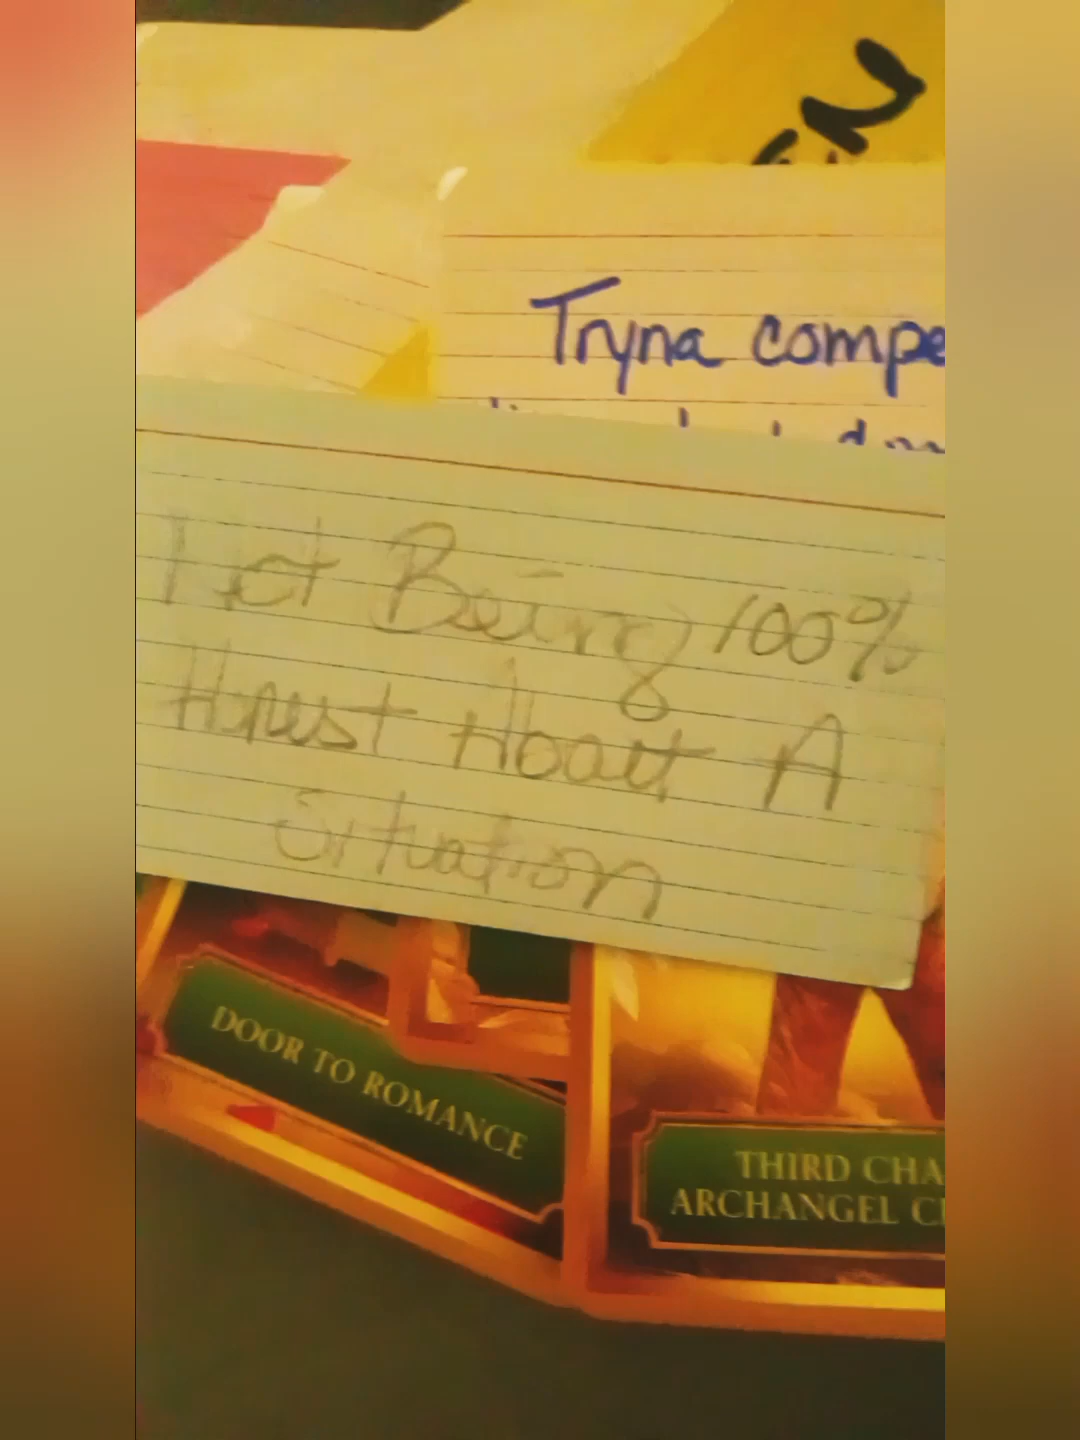 Tryna compe
Not Being 100%
Honest About A
Situation
DOOR TO ROMANCE
THIRD CHA
ARCHANGEL C